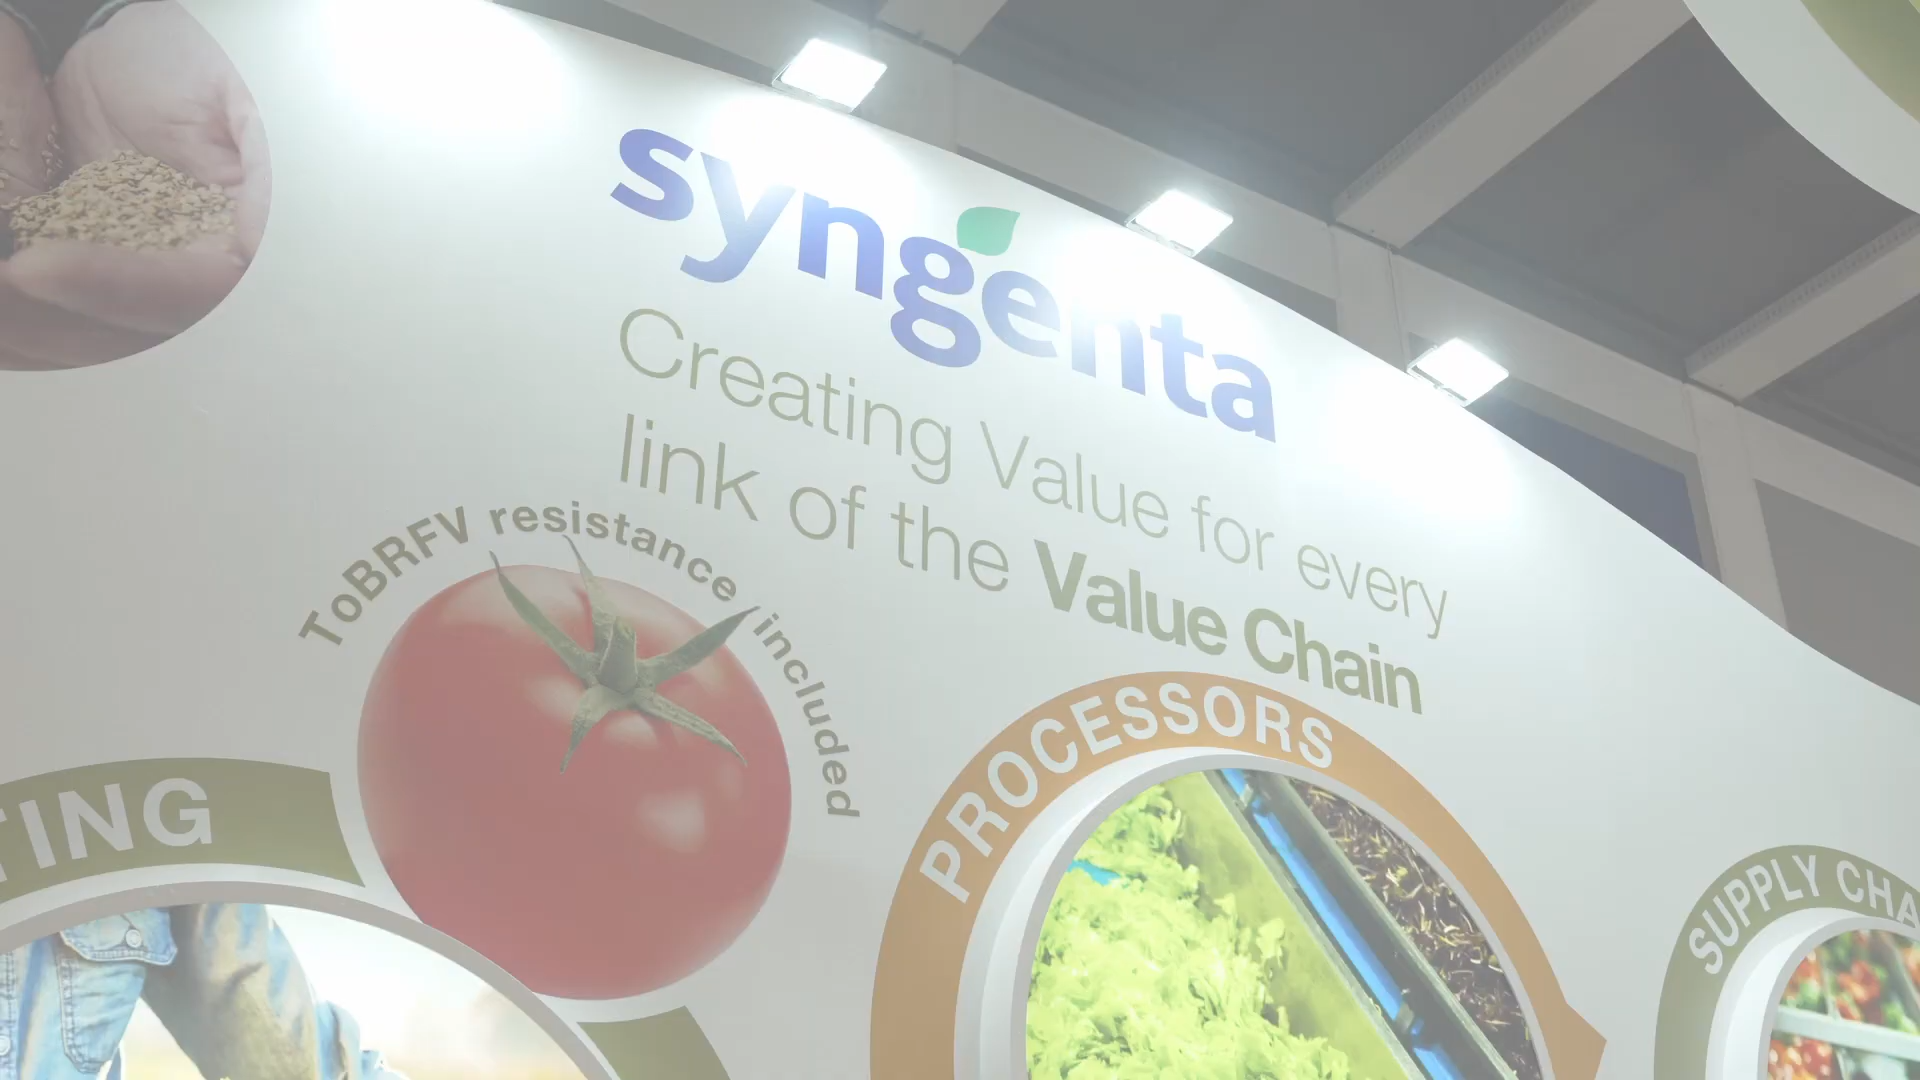 syngenta
Creating Value for every
link of the Value Chain
ToBRFV resistance included
TING
PROCESSORS
SUPPLY CHA